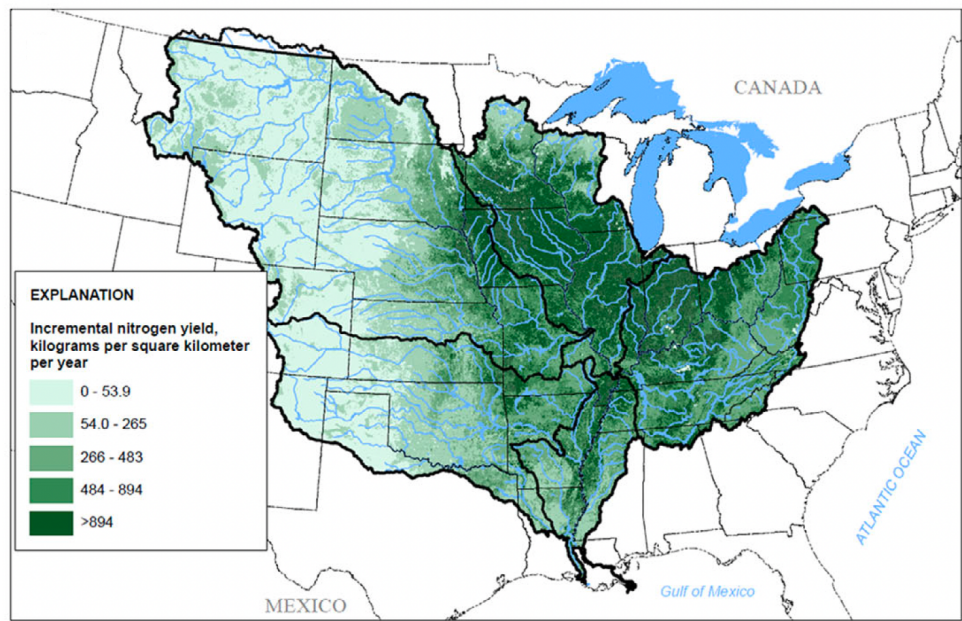 CANADA
EXPLANATION
Incremental nitrogen yield,
kilograms per square kilometer
per year
0 - 53.9
54.0 - 265
266 - 483
484 - 894
>894
ATLANTIC OCEAN
Gulf of Mexico
MEXICO